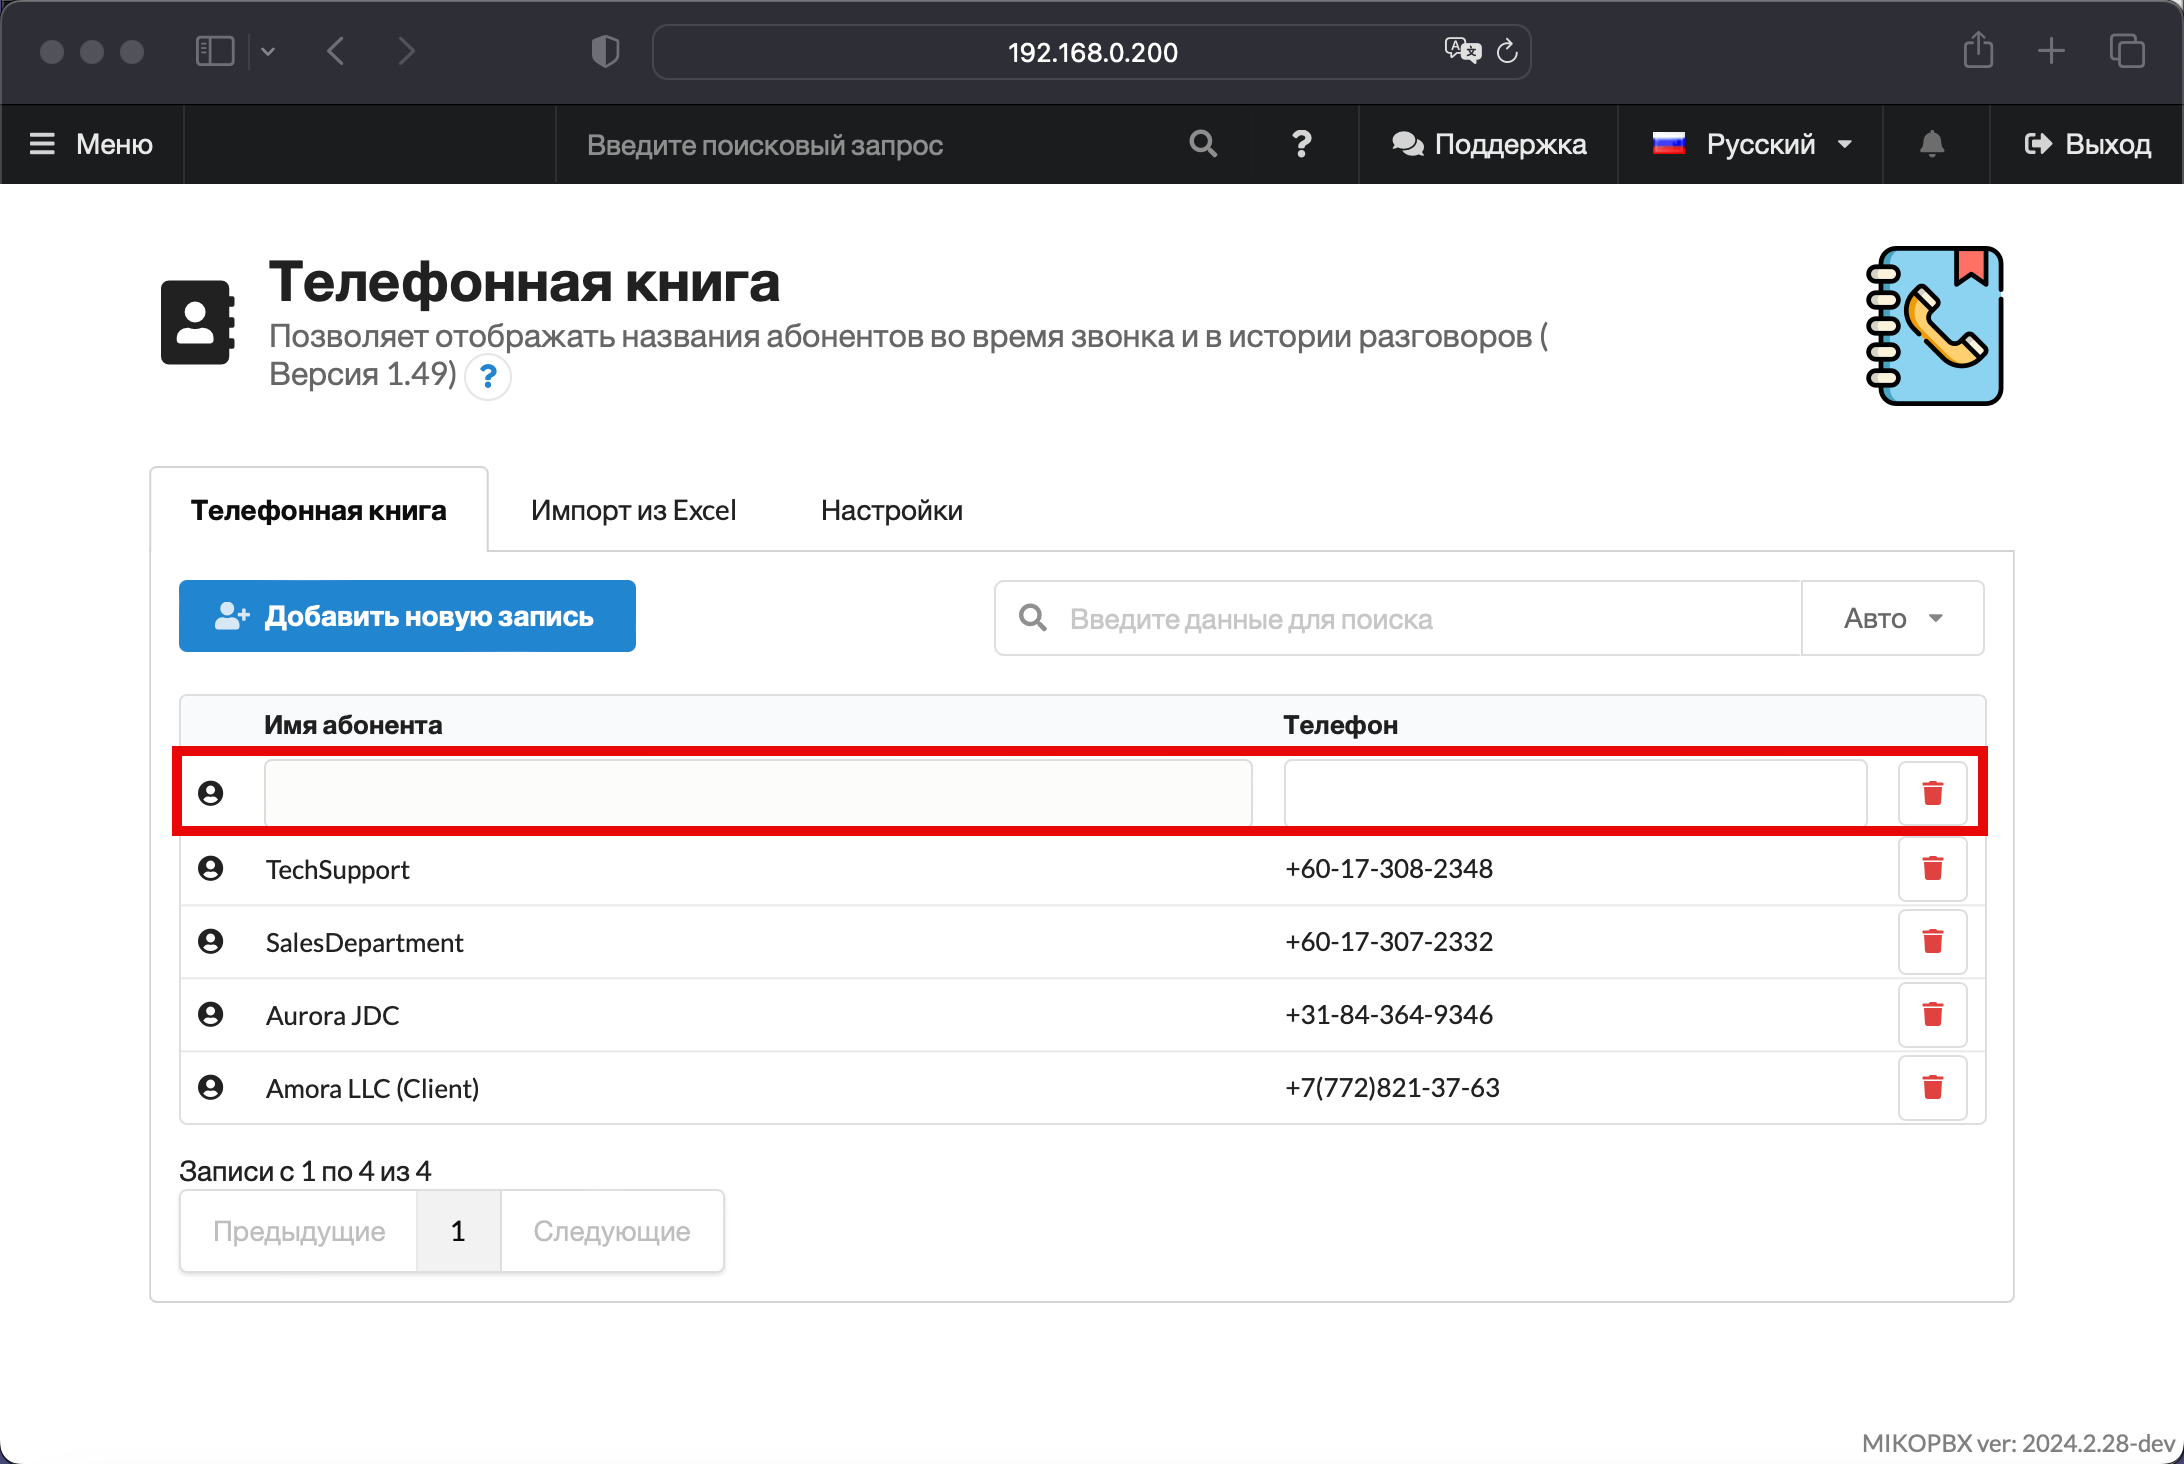 192.168.0.200
Меню
Введите поисковый запрос
?
Поддержка
Русский
Выход
Телефонная книга
Позволяет отображать названия абонентов во время звонка и в истории разговоров (
Версия 1.49) ?
Телефонная книга
Импорт из Excel
Настройки
Добавить новую запись
Введите данные для поиска
Авто
Имя абонента
Телефон
TechSupport
+60-17-308-2348
SalesDepartment
+60-17-307-2332
Aurora JDC
+31-84-364-9346
Amora LLC (Client)
+7(772)821-37-63
Записи с 1 по 4 из 4
Предыдущие
1
Следующие
MIKOPBX ver: 2024.2.28-dev